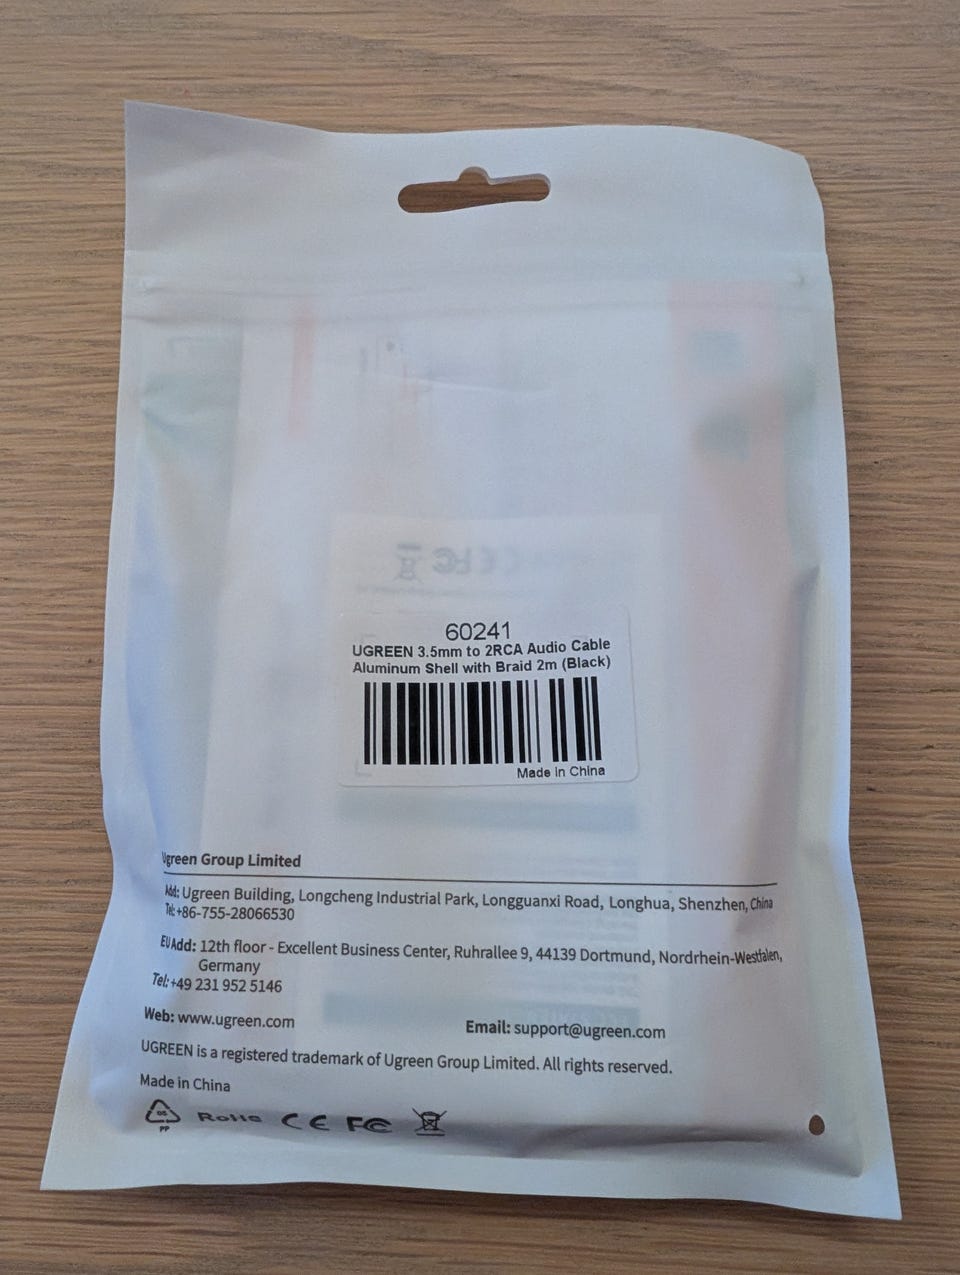 60241
UGREEN 3.5mm to 2RCA Audio Cable
Aluminum Shell with Braid 2m (Black)
Made in China
Ugreen Group Limited
Add: Ugreen Building, Longcheng Industrial Park, Longguanxi Road, Longhua, Shenzhen, China
Tel: +86-755-28066530
EU Add: 12th floor - Excellent Business Center, Ruhrallee 9, 44139 Dortmund, Nordrhein-Westfalen,
Germany
Tel: +49 231 952 5146
Web: www.ugreen.com
Email: support@ugreen.com
UGREEN is a registered trademark of Ugreen Group Limited. All rights reserved.
Made in China
05 PP RoHS CE FC